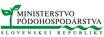 MINISTERSTVO
PÔDOHOSPODÁRSTVA
SLOVENSKEJ REPUBLIKY